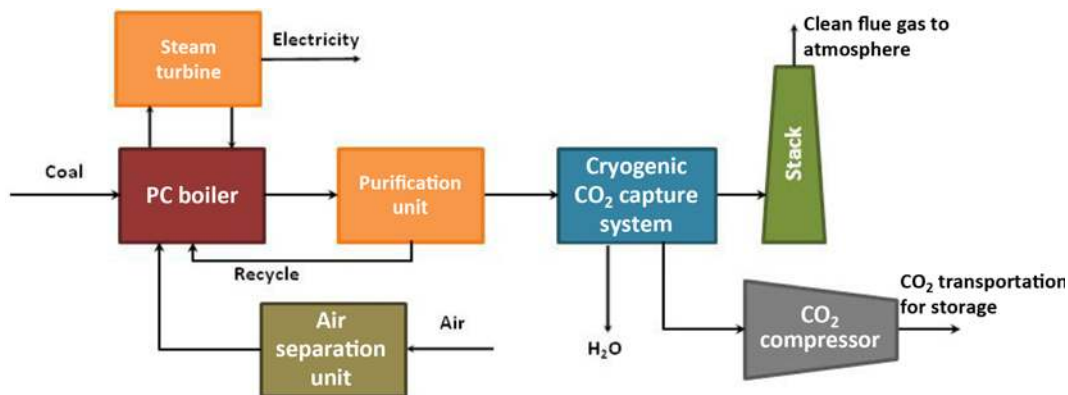 Steam
turbine
Electricity
Clean flue gas to
atmosphere
Coal
PC boiler
Purification
unit
Cryogenic
CO₂ capture
system
Stack
Recycle
Air
separation
unit
Air
H₂O
CO₂
compressor
CO₂ transportation
for storage